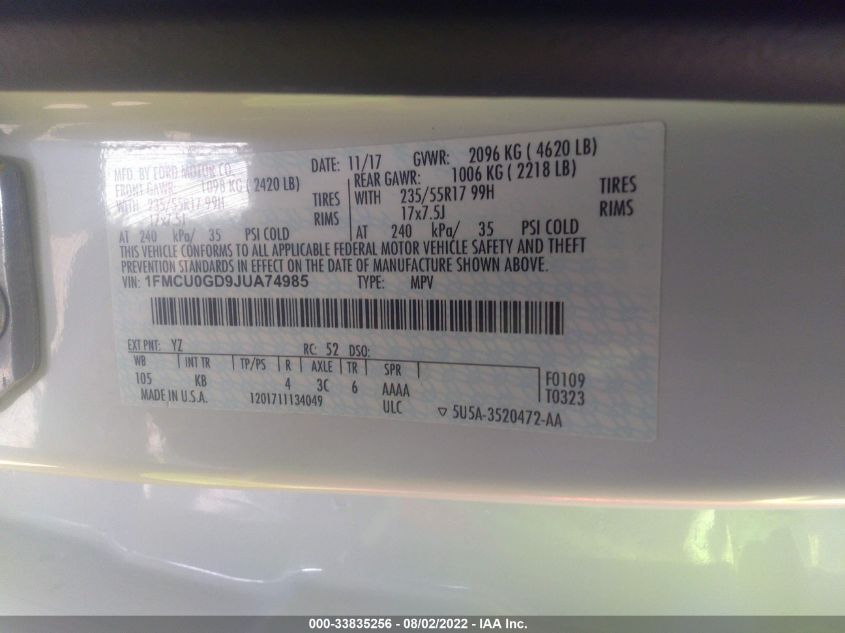 MFD. BY FORD MOTOR CO. DATE: 11/17 GVWR: 2096 KG ( 4620 LB)
FRONT GAWR: 1098 KG ( 2420 LB) REAR GAWR: 1006 KG ( 2218 LB)
WITH 235/55R17 99H TIRES WITH 235/55R17 99H TIRES
17x7.5J RIMS 17x7.5J RIMS
AT 240 kPa/ 35 PSI COLD AT 240 kPa/ 35 PSI COLD
THIS VEHICLE CONFORMS TO ALL APPLICABLE FEDERAL MOTOR VEHICLE SAFETY AND THEFT
PREVENTION STANDARDS IN EFFECT ON THE DATE OF MANUFACTURE SHOWN ABOVE.
VIN: 1FMCU0GD9JUA74985 TYPE: MPV
EXT PNT: YZ RC: 52 DSO:
WB INT TR TP/PS R AXLE TR SPR
105 KB 4 3C 6 AAAA F0109
MADE IN U.S.A. 1201711134049 ULC T0323
5U5A-3520472-AA
000-33835256 - 08/02/2022 - IAA Inc.